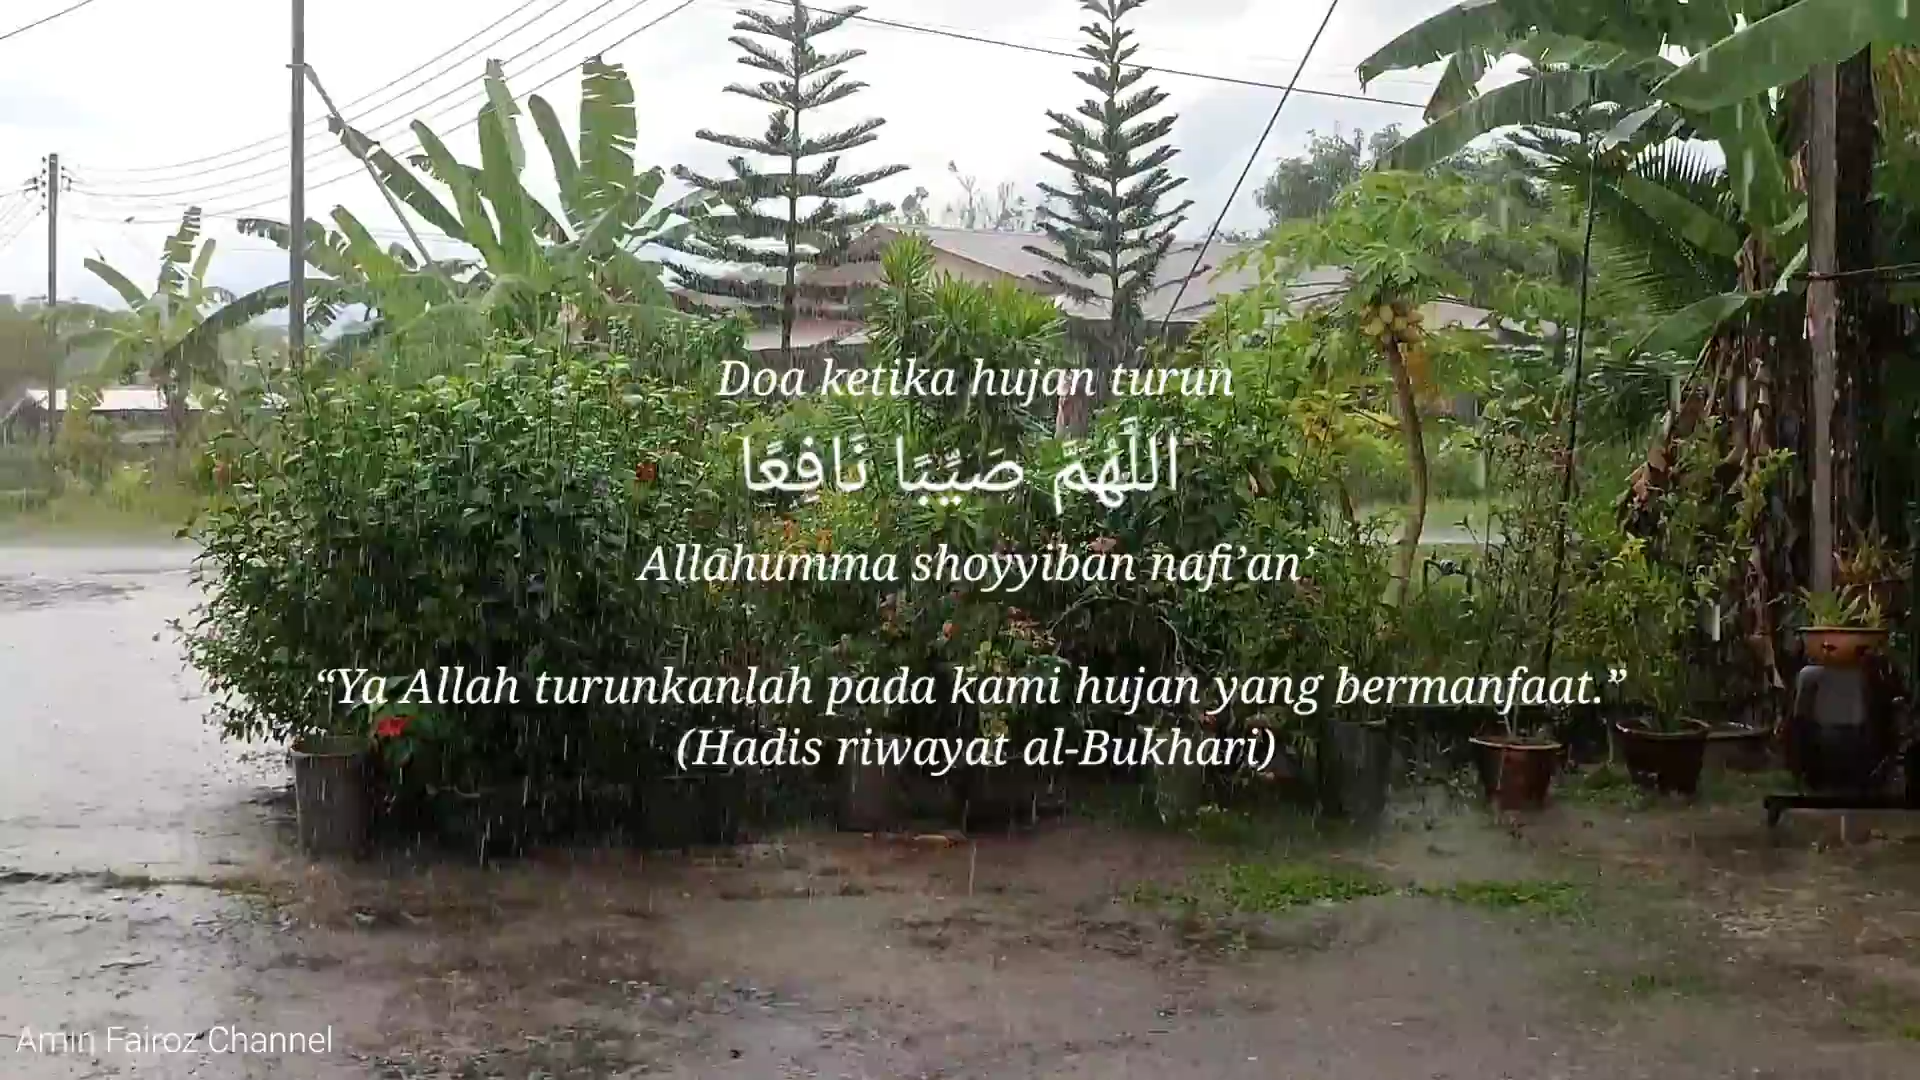 Doa ketika hujan turun
اللَّهُمَّ صَيِّبًا نَافِعًا
Allahumma shoyyiban nafi’an’
“Ya Allah turunkanlah pada kami hujan yang bermanfaat.”
(Hadis riwayat al-Bukhari)
Amin Fairoz Channel